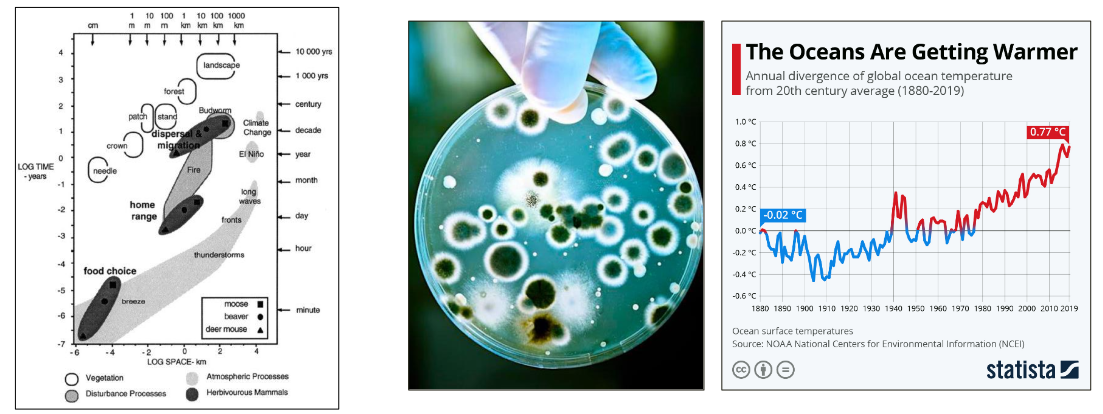 cm
1 m
10 m
100 m
1 km
10 km
100 km
1000 km
10 000 yrs
1 000 yrs
century
decade
year
month
day
hour
minute
4
3
2
1
0
-1
-2
-3
-4
-5
-6
-7
LOG TIME
- years
landscape
forest
patch
stand
Budworm
dispersal &
migration
crown
needle
Climate
Change
El Niño
Fire
long
waves
home
range
fronts
thunderstorms
food choice
breeze
moose
beaver
deer mouse
-6
-4
-2
0
2
4
LOG SPACE- km
Vegetation
Atmospheric Processes
Disturbance Processes
Herbivourous Mammals
The Oceans Are Getting Warmer
Annual divergence of global ocean temperature
from 20th century average (1880-2019)
1.0 °C
0.8 °C
0.6 °C
0.4 °C
0.2 °C
0.0 °C
-0.2 °C
-0.4 °C
-0.6 °C
0.77 °C
-0.02 °C
1880 1890 1900 1910 1920 1930 1940 1950 1960 1970 1980 1990 2000 2010 2019
Ocean surface temperatures
Source: NOAA National Centers for Environmental Information (NCEI)
cc
statista